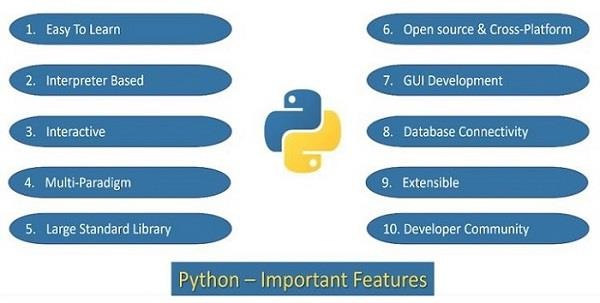 1. Easy To Learn
2. Interpreter Based
3. Interactive
4. Multi-Paradigm
5. Large Standard Library
6. Open source & Cross-Platform
7. GUI Development
8. Database Connectivity
9. Extensible
10. Developer Community
Python – Important Features